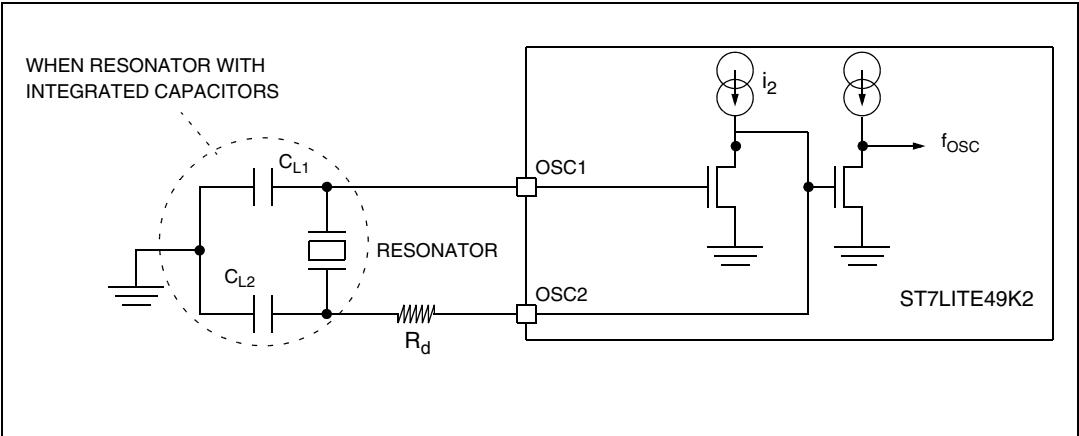 WHEN RESONATOR WITH
INTEGRATED CAPACITORS
CL1
OSC1
i2
fOSC
RESONATOR
CL2
OSC2
Rd
ST7LITE49K2